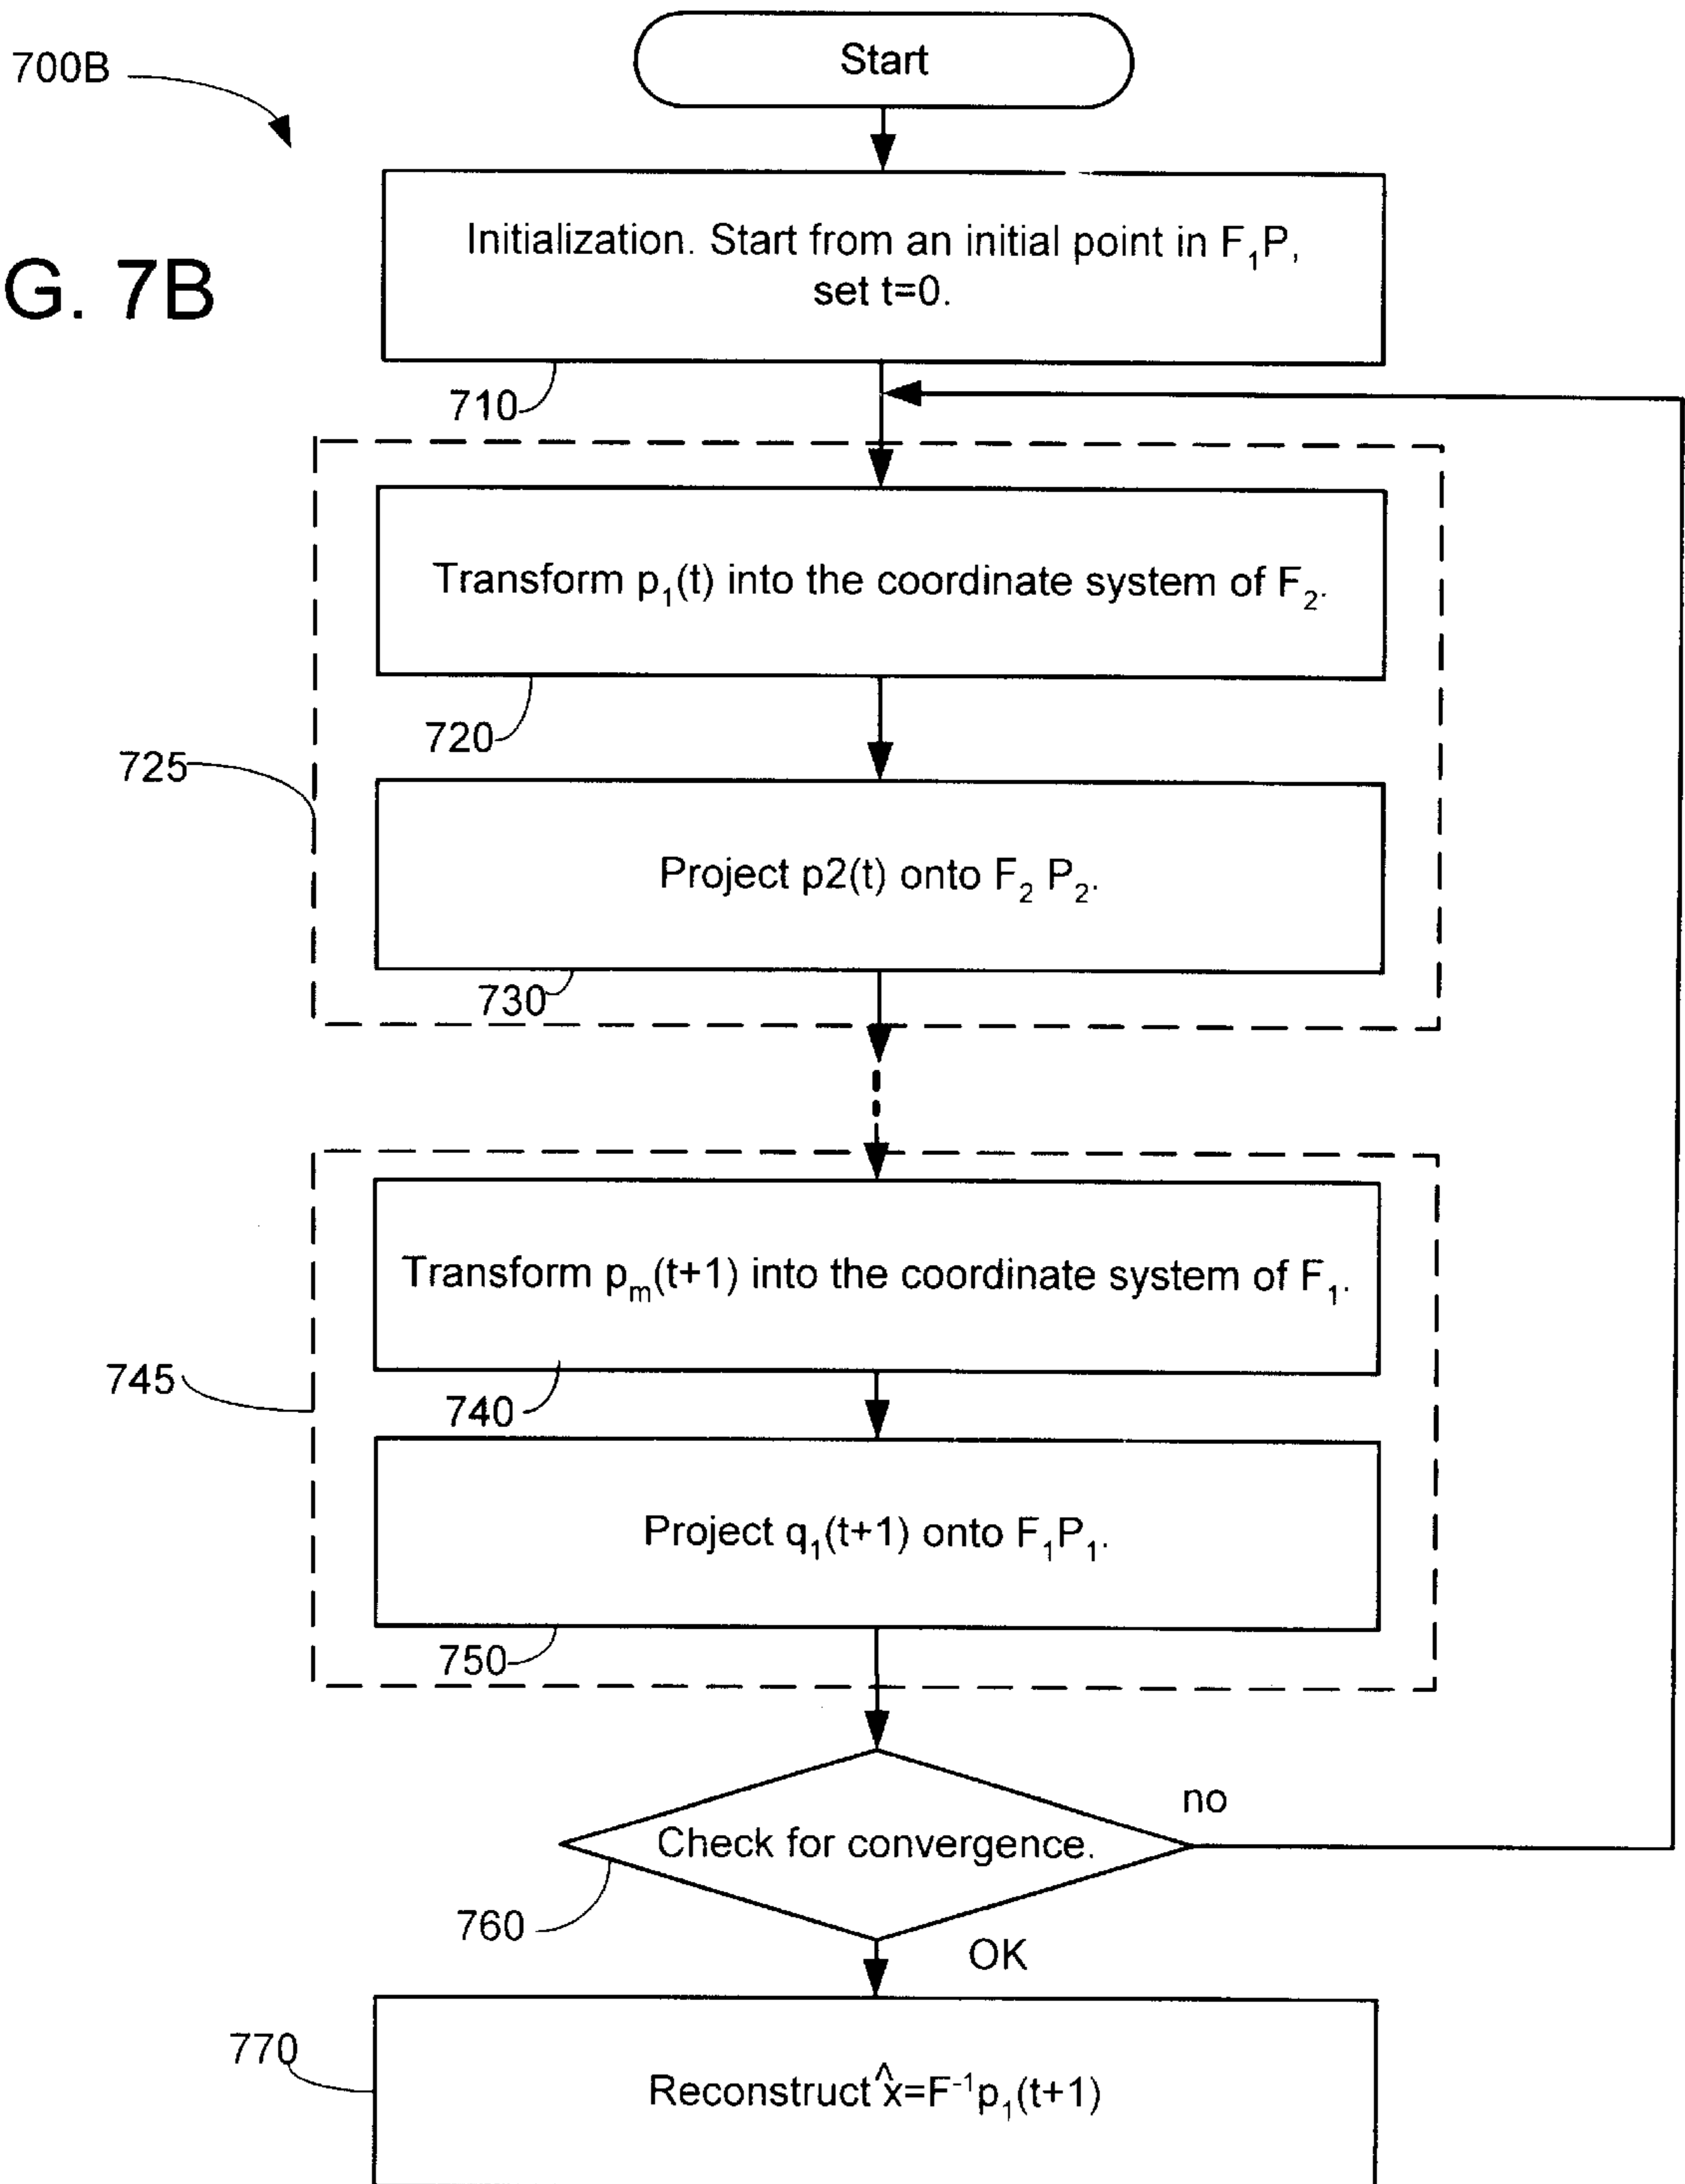 Start
700B
Initialization. Start from an initial point in F₁P,
set t=0.
G. 7B
710
Transform p₁(t) into the coordinate system of F₂.
720
725
Project p2(t) onto F₂ P₂.
730
Transform pₘ(t+1) into the coordinate system of F₁.
745
740
Project q₁(t+1) onto F₁P₁.
750
no
Check for convergence.
760
OK
770
Reconstruct x̂=F⁻¹p₁(t+1)